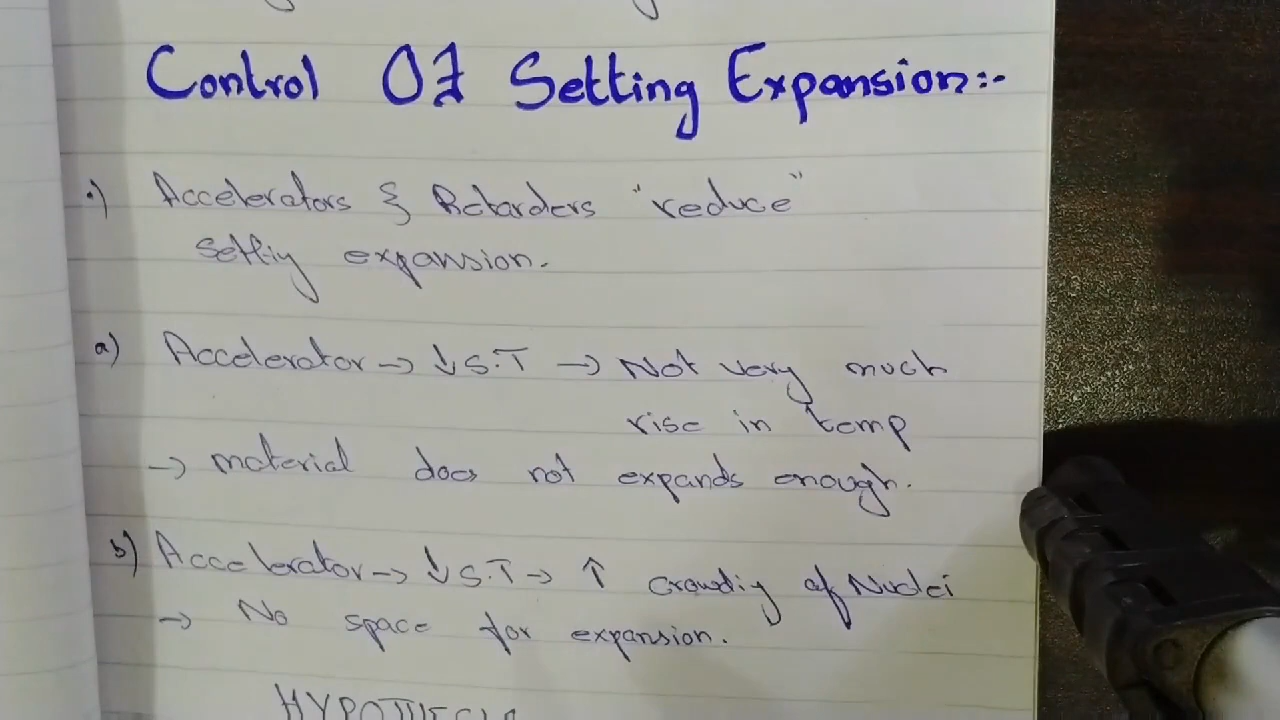 Control Of Setting Expansion:-
•) Accelerators & Retarders "reduce"
setting expansion.
a) Accelerator → ↓ S.T → Not very much
rise in temp
→ material does not expands enough.
b) Accelerator → ↓ S.T → ↑ crowding of Nuclei
→ No space for expansion.